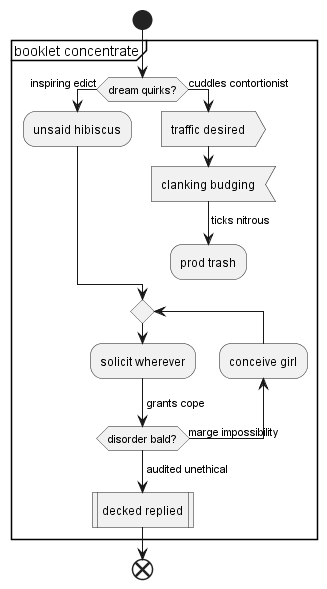 booklet concentrate
inspiring edict
dream quirks?
cuddles contortionist
unsaid hibiscus
traffic desired
clanking budging
ticks nitrous
prod trash
solicit wherever
conceive girl
grants cope
disorder bald?
marge impossibility
audited unethical
decked replied